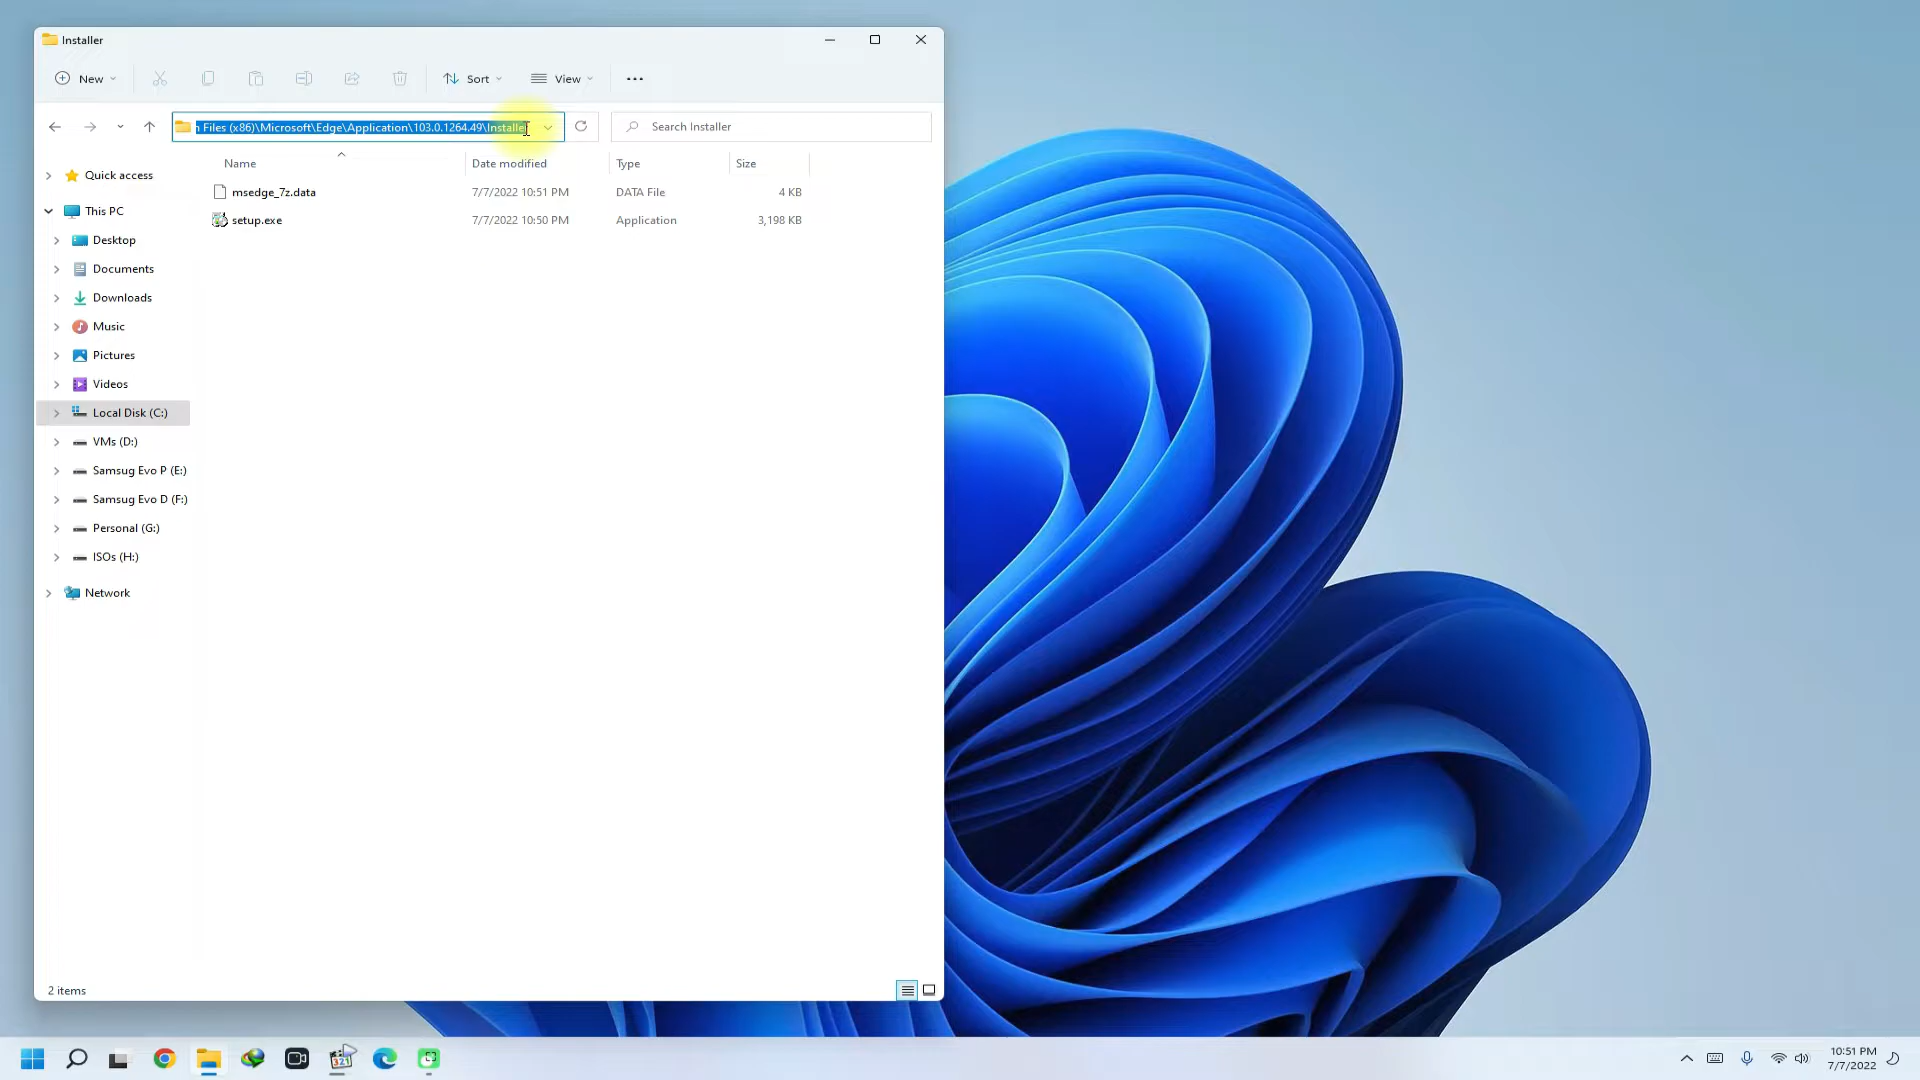 Installer
New
Sort
View
n Files (x86)\Microsoft\Edge\Application\103.0.1264.49\Installer
Search Installer
Name
Date modified
Type
Size
msedge_7z.data
7/7/2022 10:51 PM
DATA File
4 KB
setup.exe
7/7/2022 10:50 PM
Application
3,198 KB
Quick access
This PC
Desktop
Documents
Downloads
Music
Pictures
Videos
Local Disk (C:)
VMs (D:)
Samsug Evo P (E:)
Samsug Evo D (F:)
Personal (G:)
ISOs (H:)
Network
2 items
321
10:51 PM
7/7/2022